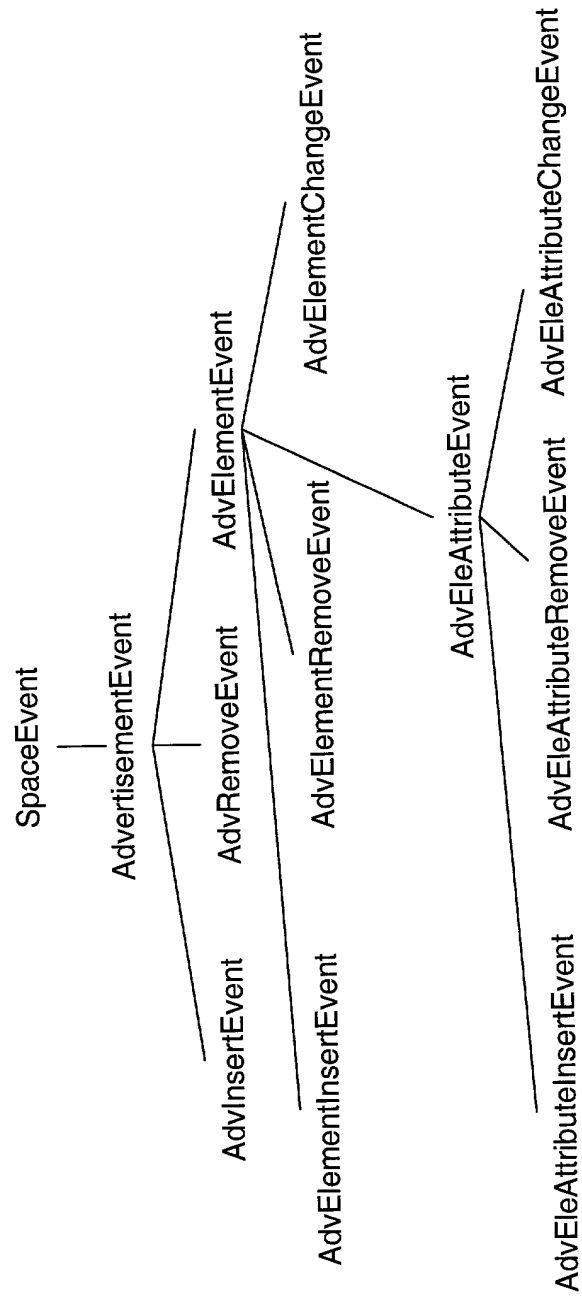 SpaceEvent
AdvertisementEvent
AdvInsertEvent
AdvRemoveEvent
AdvElementEvent
AdvElementInsertEvent
AdvElementRemoveEvent
AdvElementChangeEvent
AdvEleAttributeEvent
AdvEleAttributeInsertEvent
AdvEleAttributeRemoveEvent
AdvEleAttributeChangeEvent